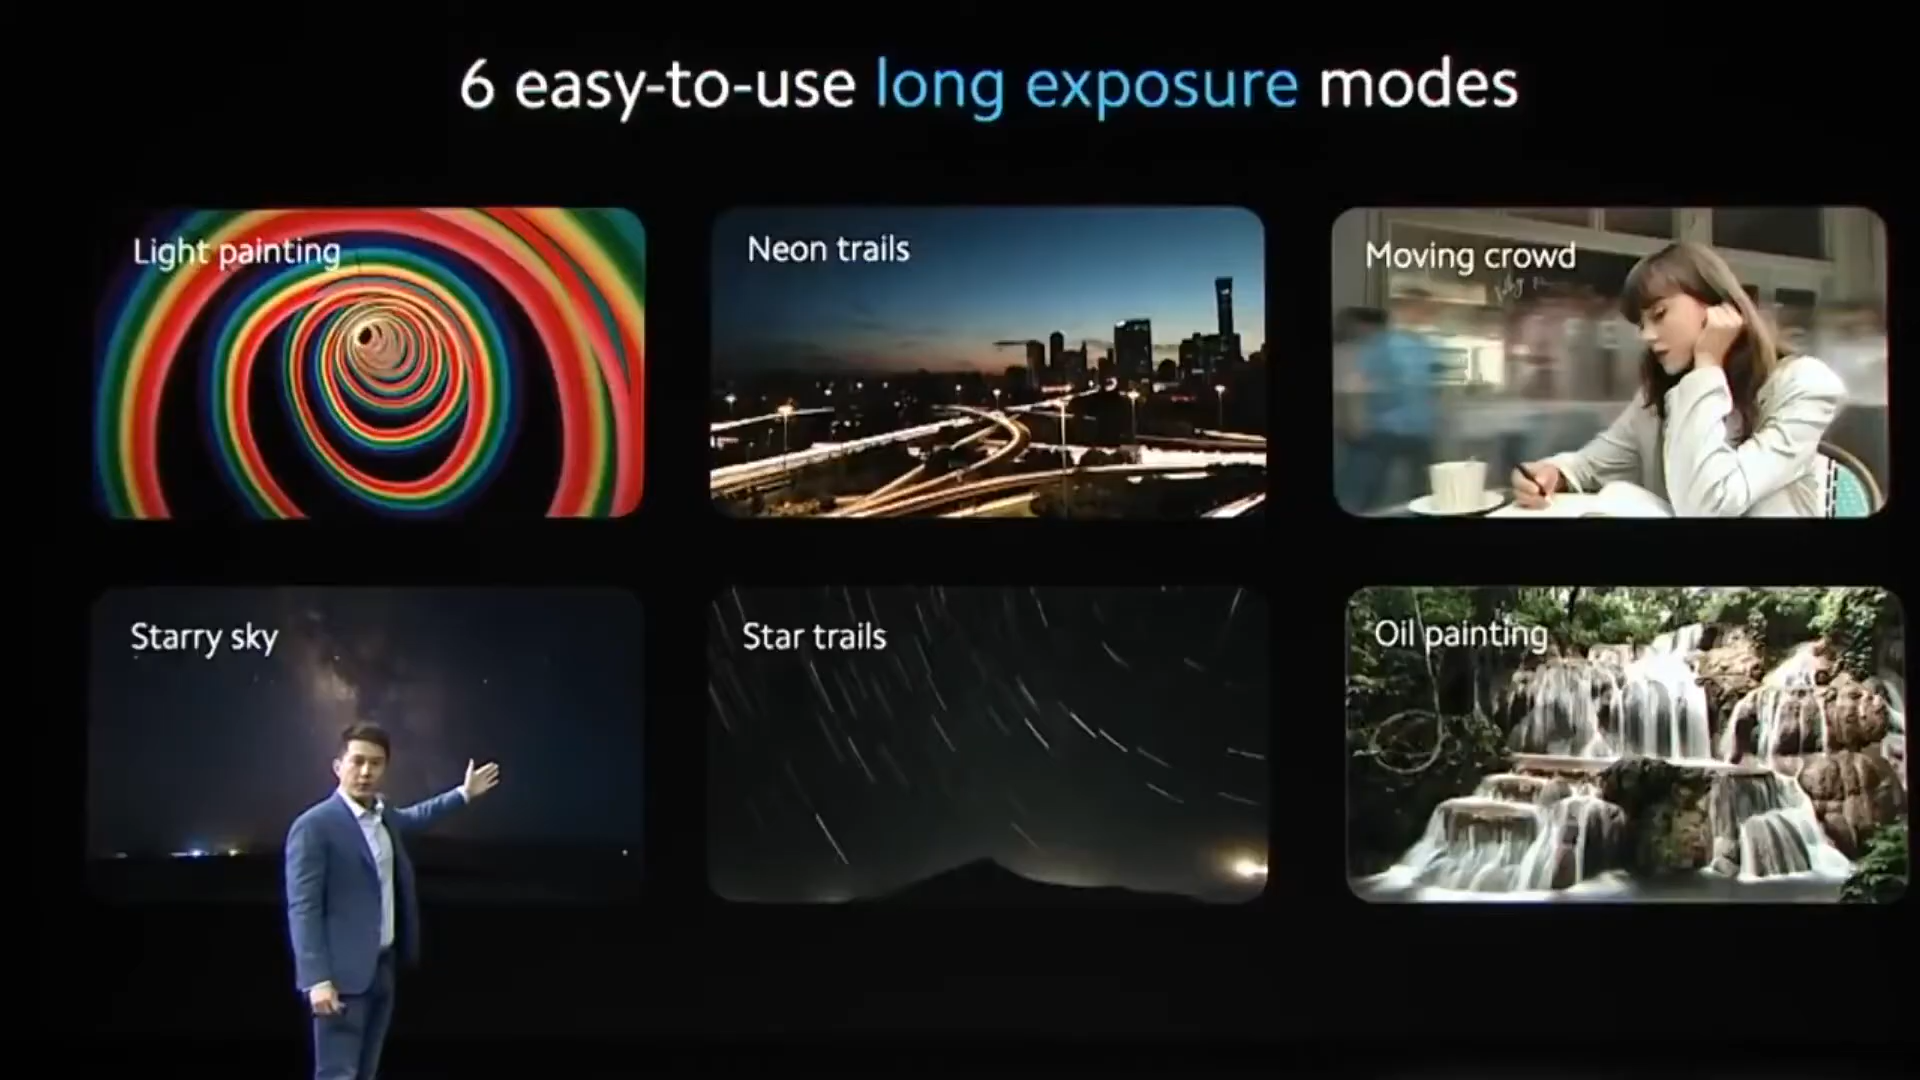 6 easy-to-use long exposure modes
Light painting
Neon trails
Moving crowd
Starry sky
Star trails
Oil painting